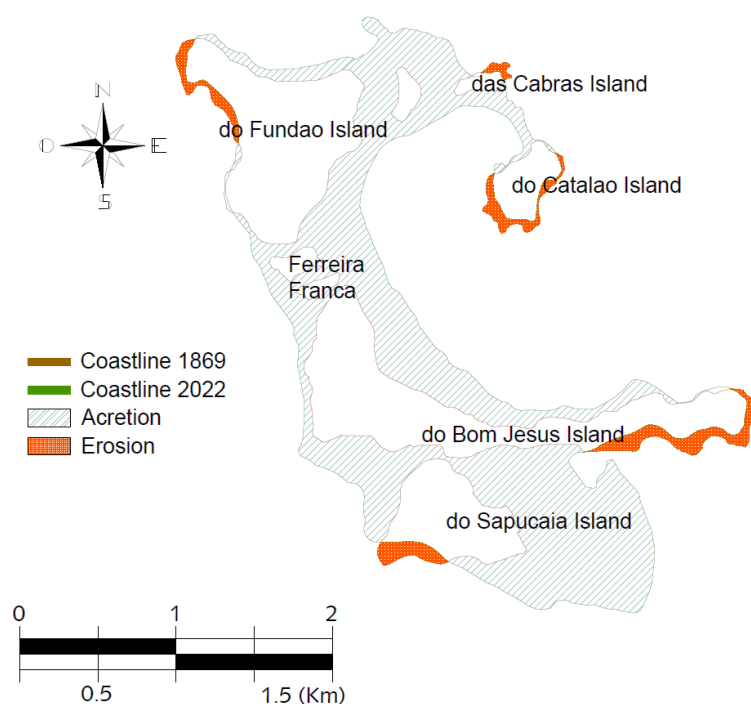 das Cabras Island
N
do Fundao Island
O
E
do Catalao Island
S
Ferreira
Franca
Coastline 1869
Coastline 2022
Acretion
Erosion
do Bom Jesus Island
do Sapucaia Island
0
1
2
0.5
1.5 (Km)